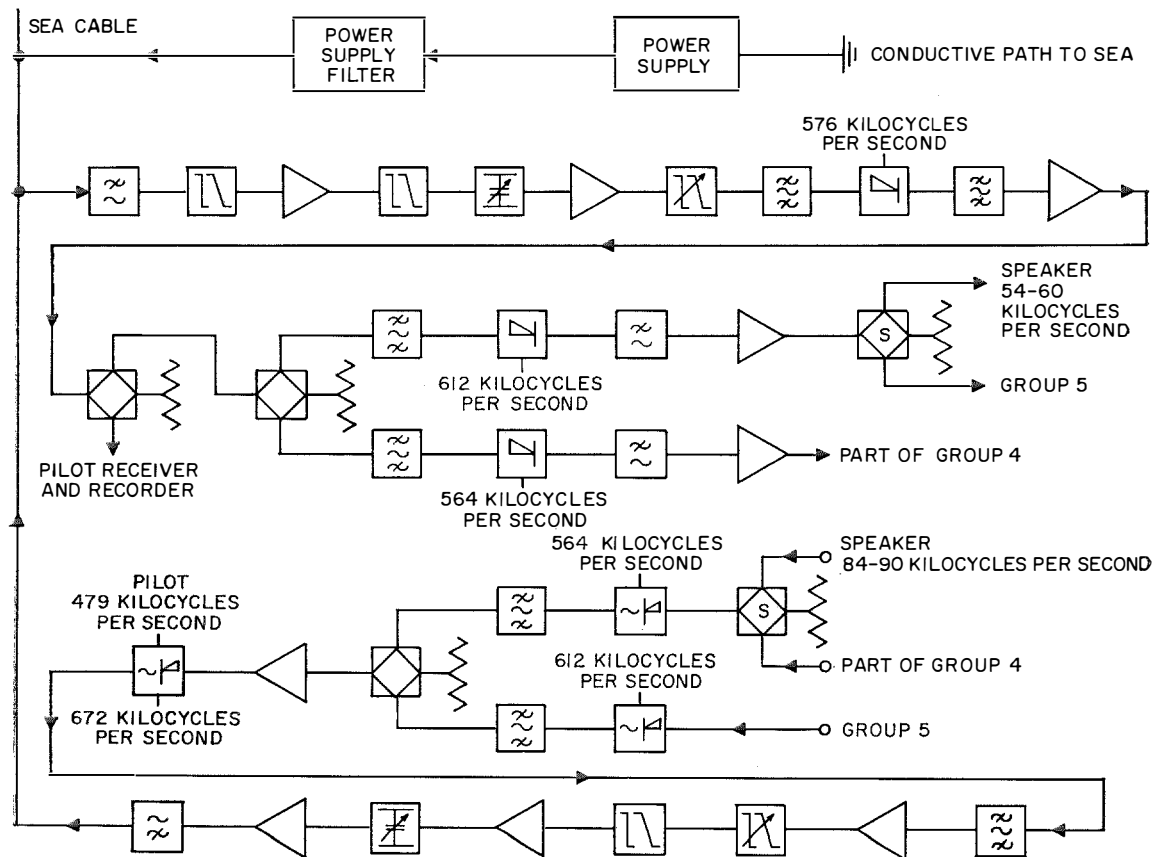 SEA CABLE
POWER
SUPPLY
FILTER
POWER
SUPPLY
CONDUCTIVE PATH TO SEA
576 KILOCYCLES
PER SECOND
SPEAKER
54-60
KILOCYCLES
PER SECOND
S
612 KILOCYCLES
PER SECOND
GROUP 5
PILOT RECEIVER
AND RECORDER
PART OF GROUP 4
564 KILOCYCLES
PER SECOND
564 KILOCYCLES
PER SECOND
SPEAKER
84-90 KILOCYCLES PER SECOND
PILOT
479 KILOCYCLES
PER SECOND
S
612 KILOCYCLES
PER SECOND
PART OF GROUP 4
672 KILOCYCLES
PER SECOND
GROUP 5